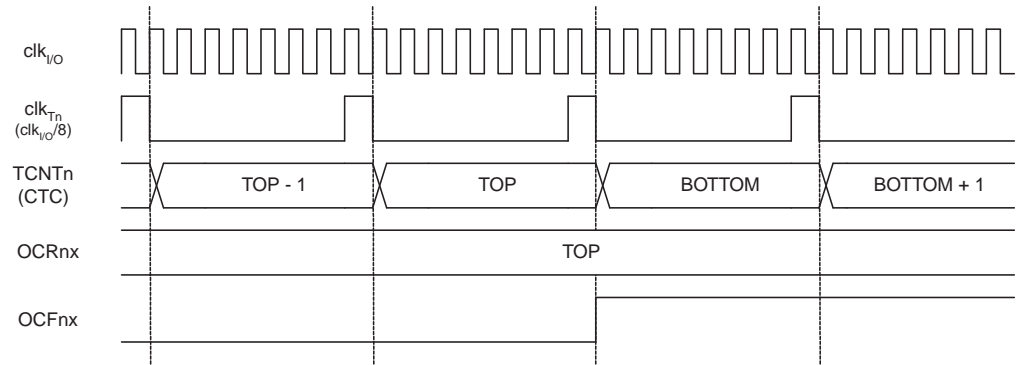 clkI/O
clkTn
(clkI/O/8)
TCNTn
(CTC)
TOP - 1 TOP BOTTOM BOTTOM + 1
OCRnx TOP
OCFnx